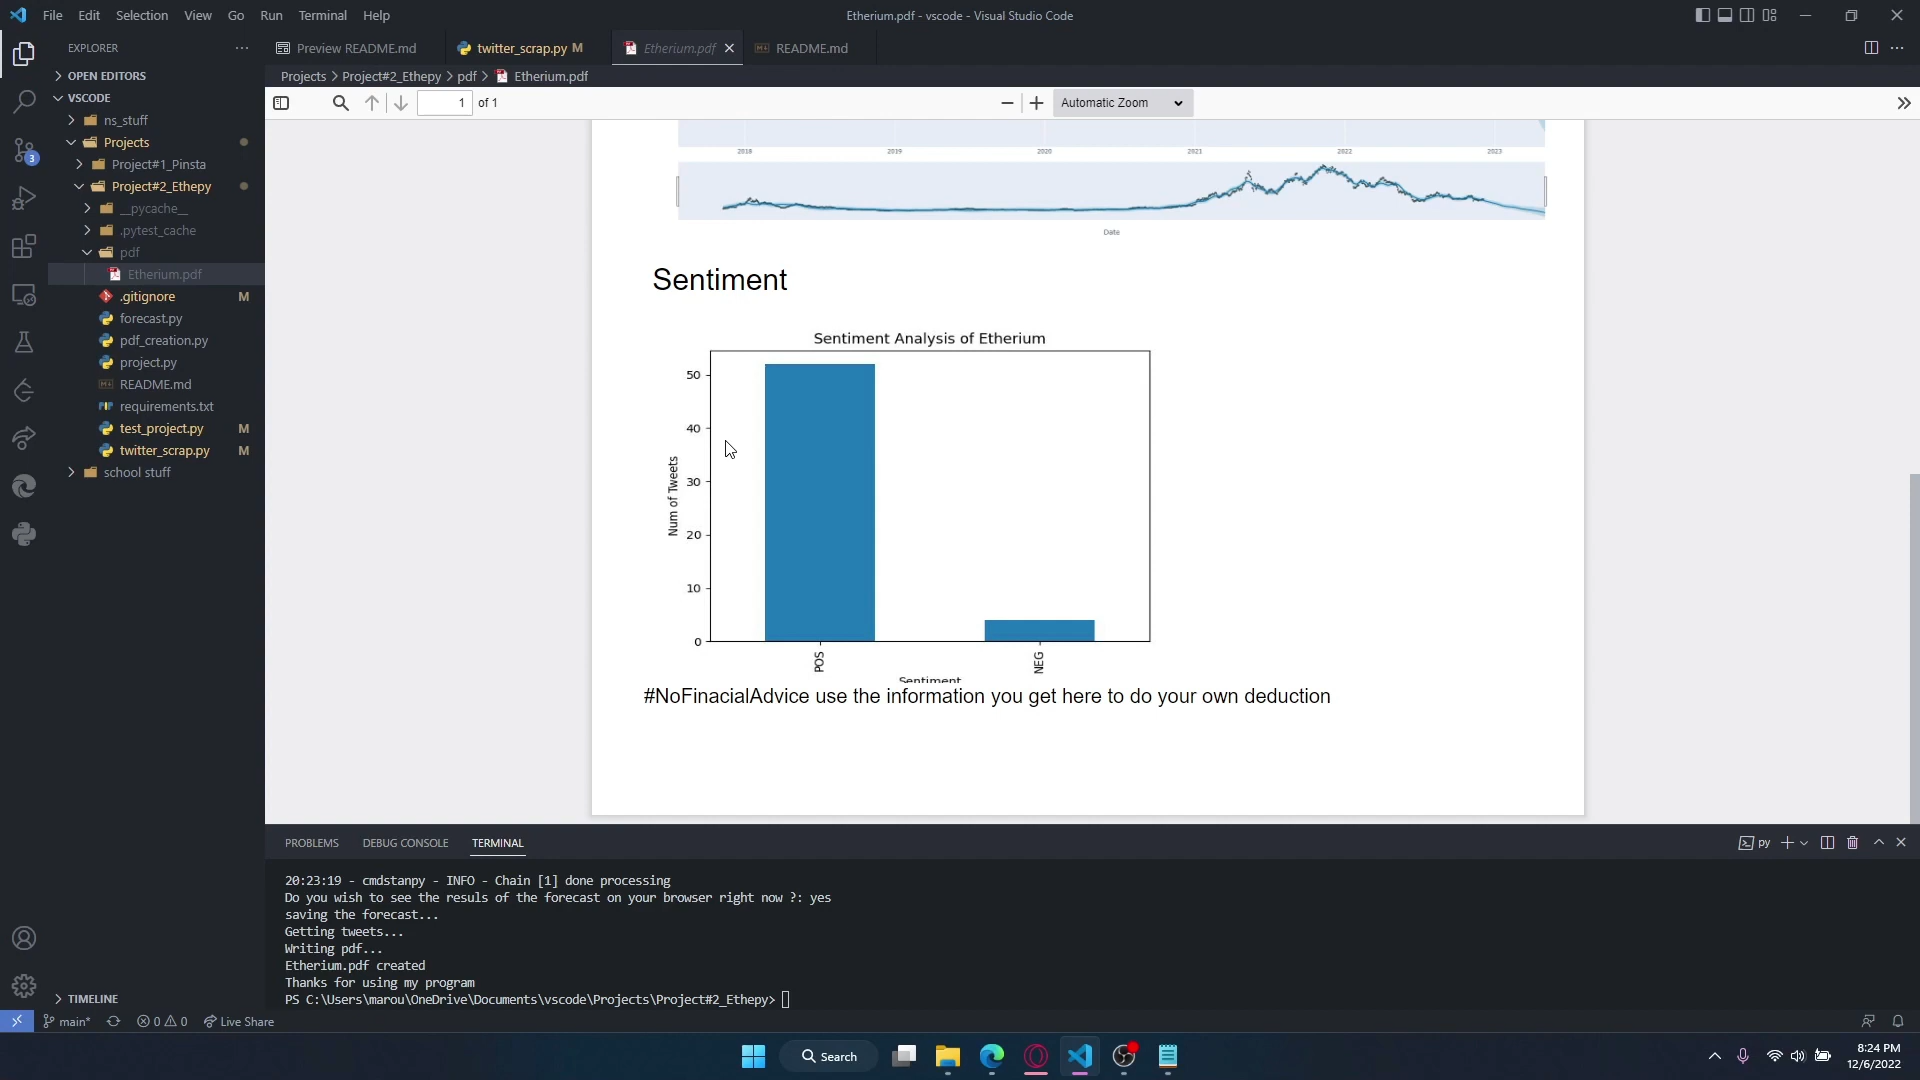 File Edit Selection View Go Run Terminal Help
Etherium.pdf - vscode - Visual Studio Code
EXPLORER
Preview README.md
twitter_scrap.py M
Etherium.pdf
README.md
Projects > Project#2_Ethepy > pdf > Etherium.pdf
1 of 1
Automatic Zoom
OPEN EDITORS
VSCODE
ns_stuff
Projects
Project#1_Pinsta
Project#2_Ethepy
__pycache__
.pytest_cache
pdf
Etherium.pdf
.gitignore M
forecast.py
pdf_creation.py
project.py
README.md
requirements.txt
test_project.py M
twitter_scrap.py M
school stuff
TIMELINE
3
2018 2019 2020 2021 2022 2023
Date
Sentiment
Sentiment Analysis of Etherium
50
40
30
20
10
0
Num of Tweets
POS
NEG
Sentiment
#NoFinacialAdvice use the information you get here to do your own deduction
PROBLEMS DEBUG CONSOLE TERMINAL
py
20:23:19 - cmdstanpy - INFO - Chain [1] done processing
Do you wish to see the resuls of the forecast on your browser right now ?: yes
saving the forecast...
Getting tweets...
Writing pdf...
Etherium.pdf created
Thanks for using my program
PS C:\Users\marou\OneDrive\Documents\vscode\Projects\Project#2_Ethepy>
main* 0 0 Live Share
Search
8:24 PM
12/6/2022